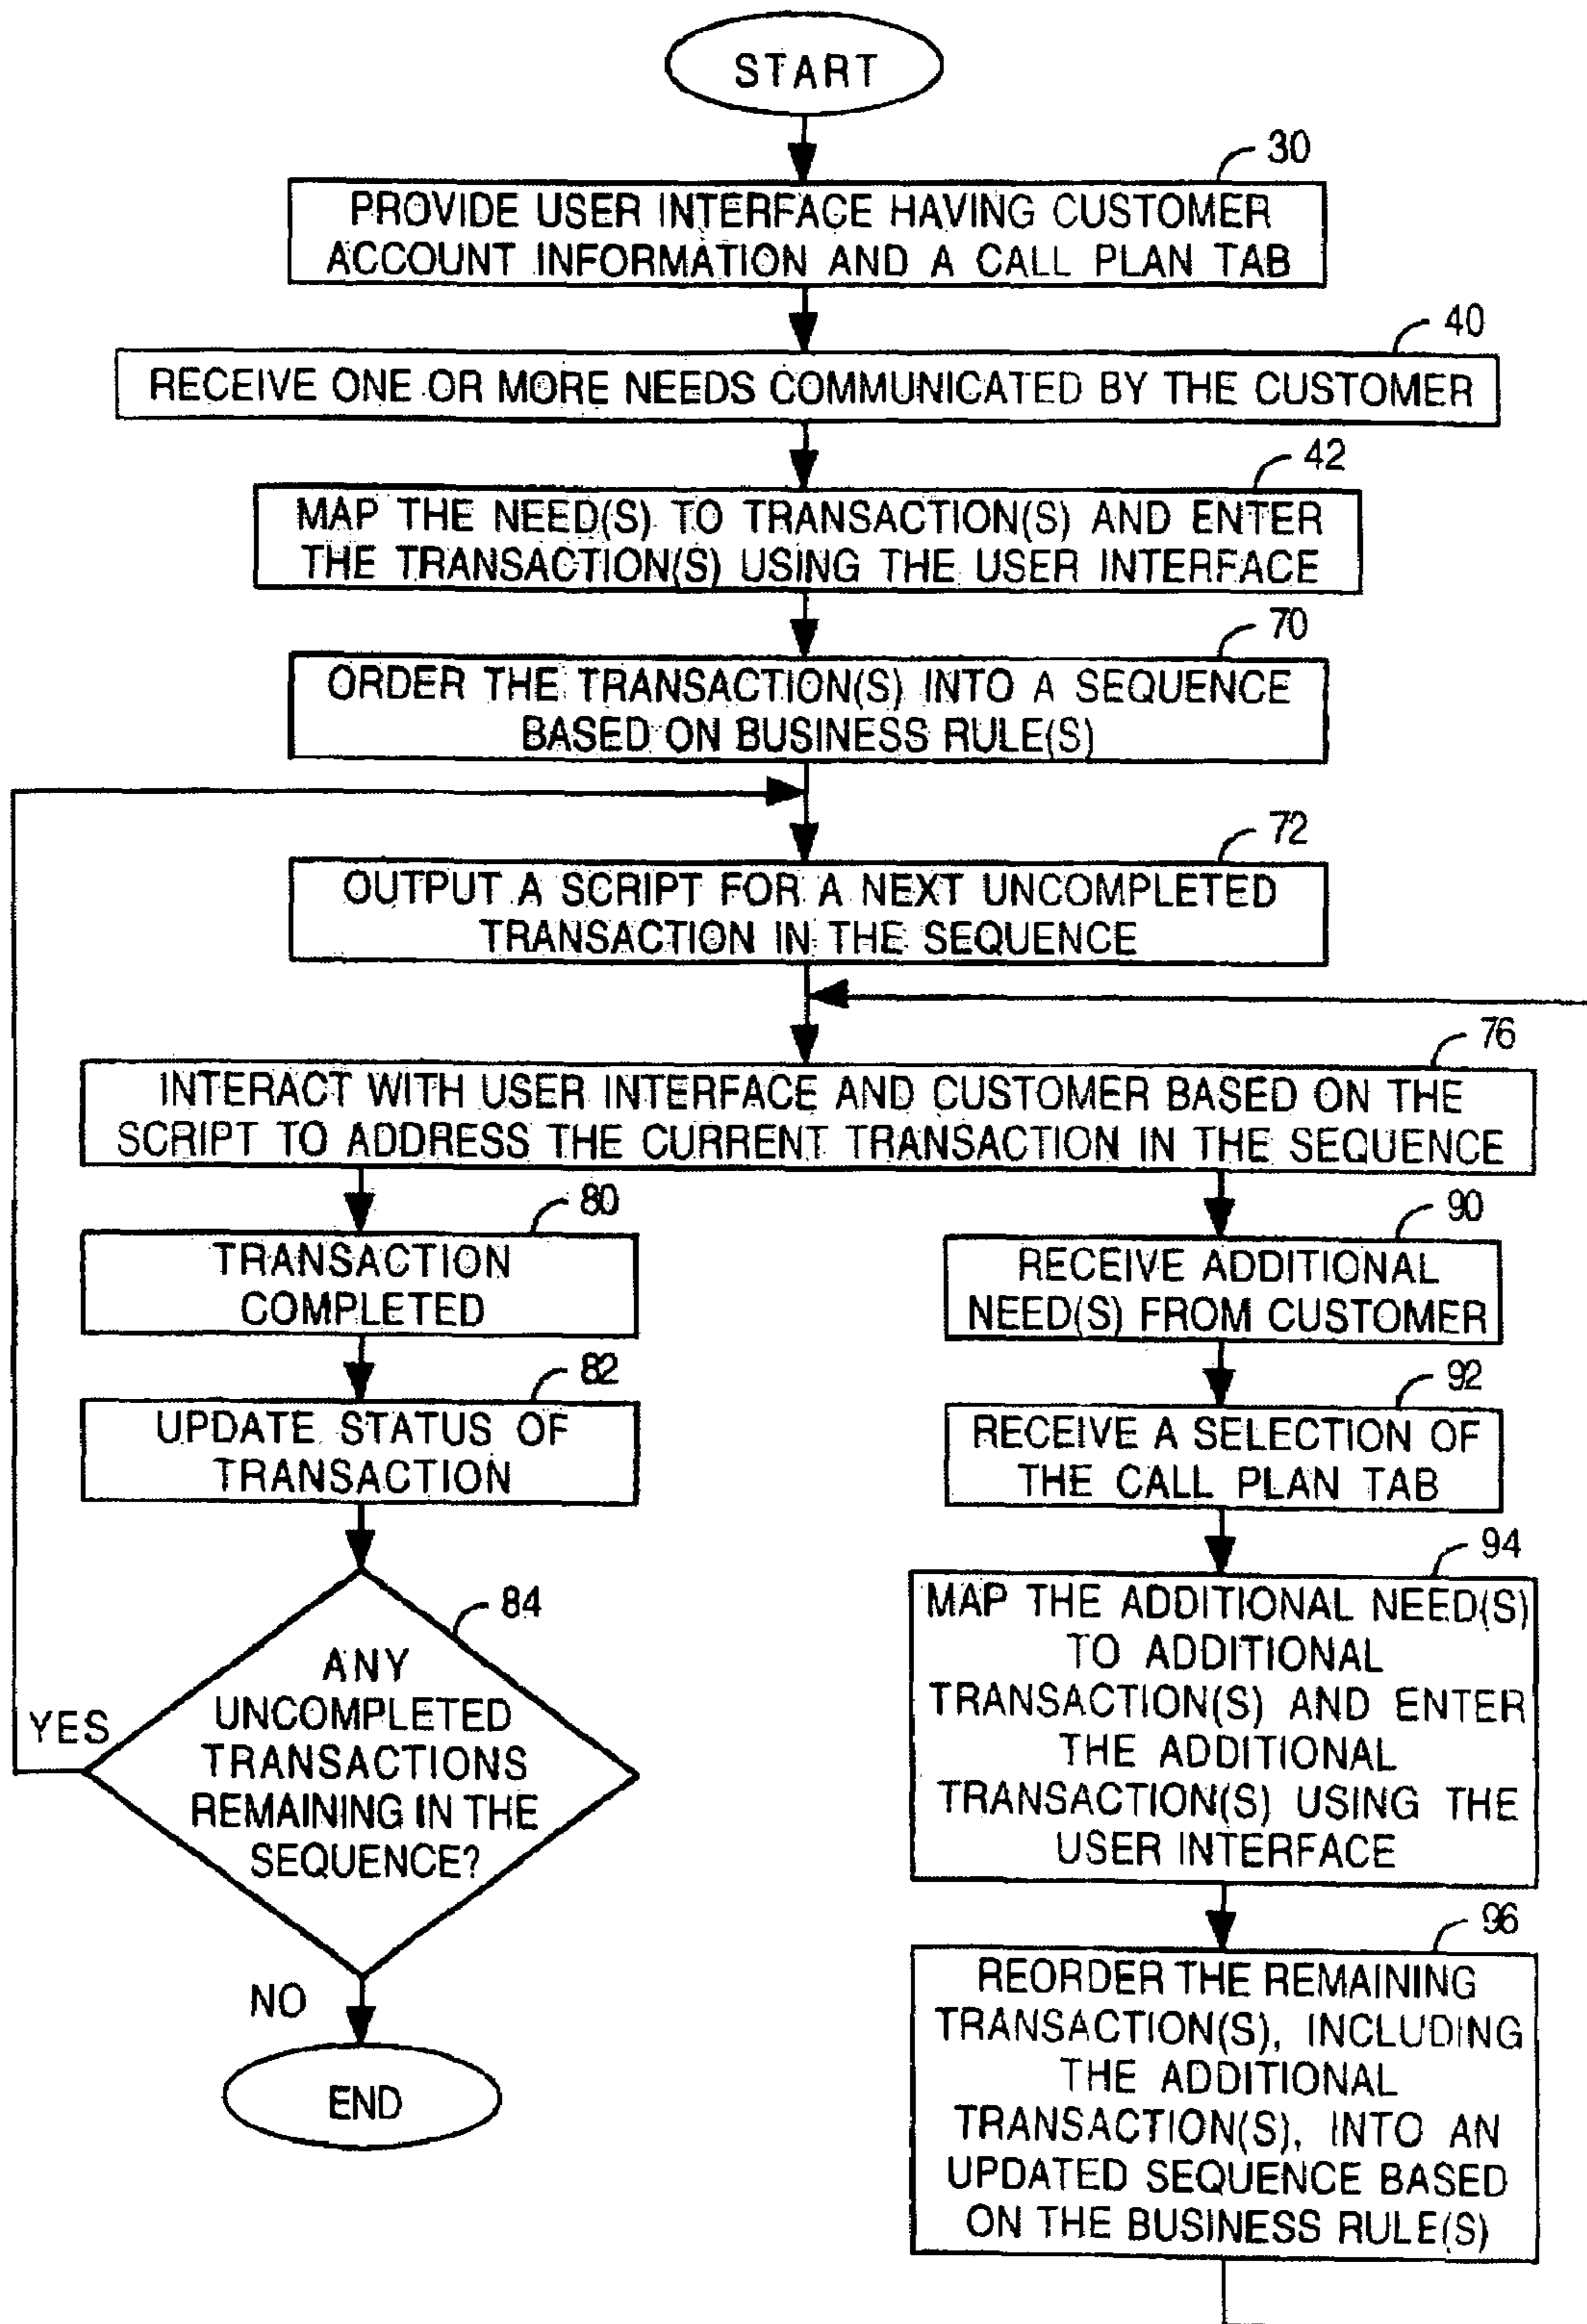 START
30
PROVIDE USER INTERFACE HAVING CUSTOMER
ACCOUNT INFORMATION AND A CALL PLAN TAB
40
RECEIVE ONE OR MORE NEEDS COMMUNICATED BY THE CUSTOMER
42
MAP THE NEED(S) TO TRANSACTION(S) AND ENTER
THE TRANSACTION(S) USING THE USER INTERFACE
70
ORDER THE TRANSACTION(S) INTO A SEQUENCE
BASED ON BUSINESS RULE(S)
72
OUTPUT A SCRIPT FOR A NEXT UNCOMPLETED
TRANSACTION IN THE SEQUENCE
76
INTERACT WITH USER INTERFACE AND CUSTOMER BASED ON THE
SCRIPT TO ADDRESS THE CURRENT TRANSACTION IN THE SEQUENCE
80
TRANSACTION
COMPLETED
82
UPDATE STATUS OF
TRANSACTION
84
ANY
UNCOMPLETED
TRANSACTIONS
REMAINING IN THE
SEQUENCE?
YES
NO
END
90
RECEIVE ADDITIONAL
NEED(S) FROM CUSTOMER
92
RECEIVE A SELECTION OF
THE CALL PLAN TAB
94
MAP THE ADDITIONAL NEED(S)
TO ADDITIONAL
TRANSACTION(S) AND ENTER
THE ADDITIONAL
TRANSACTION(S) USING THE
USER INTERFACE
96
REORDER THE REMAINING
TRANSACTION(S), INCLUDING
THE ADDITIONAL
TRANSACTION(S), INTO AN
UPDATED SEQUENCE BASED
ON THE BUSINESS RULE(S)